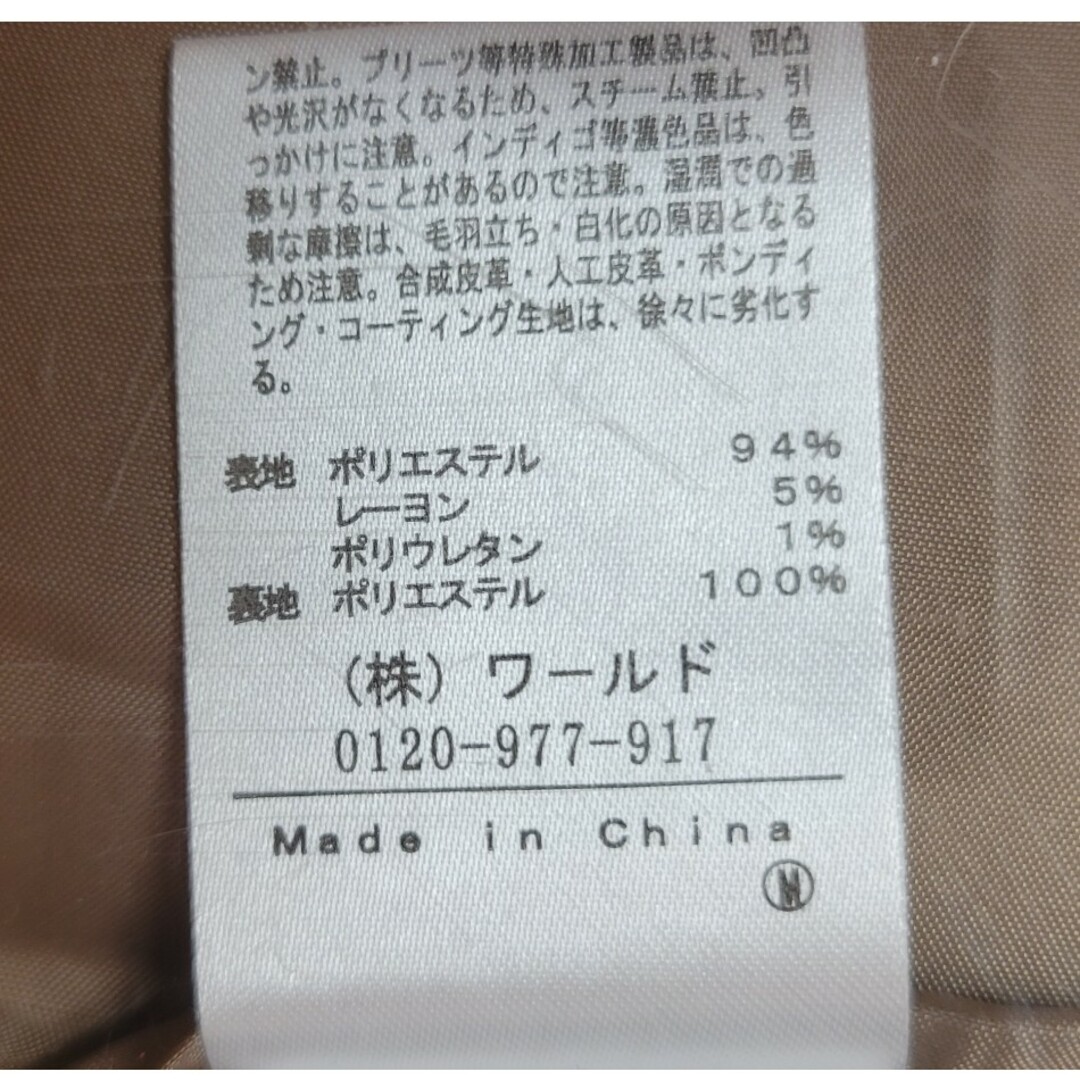 ン禁止。プリーツ等特殊加工製品は、凹凸
や光沢がなくなるため、スチーム禁止。引
っかけに注意。インディゴ等濃色品は、色
移りすることがあるので注意。湿潤での過
剰な摩擦は、毛羽立ち・白化の原因となる
ため注意。合成皮革・人工皮革・ボンディ
ング・コーティング生地は、徐々に劣化す
る。
表地 ポリエステル 94%
レーヨン 5%
ポリウレタン 1%
裏地 ポリエステル 100%
(株) ワールド
0120-977-917
Made in China
Ⓜ